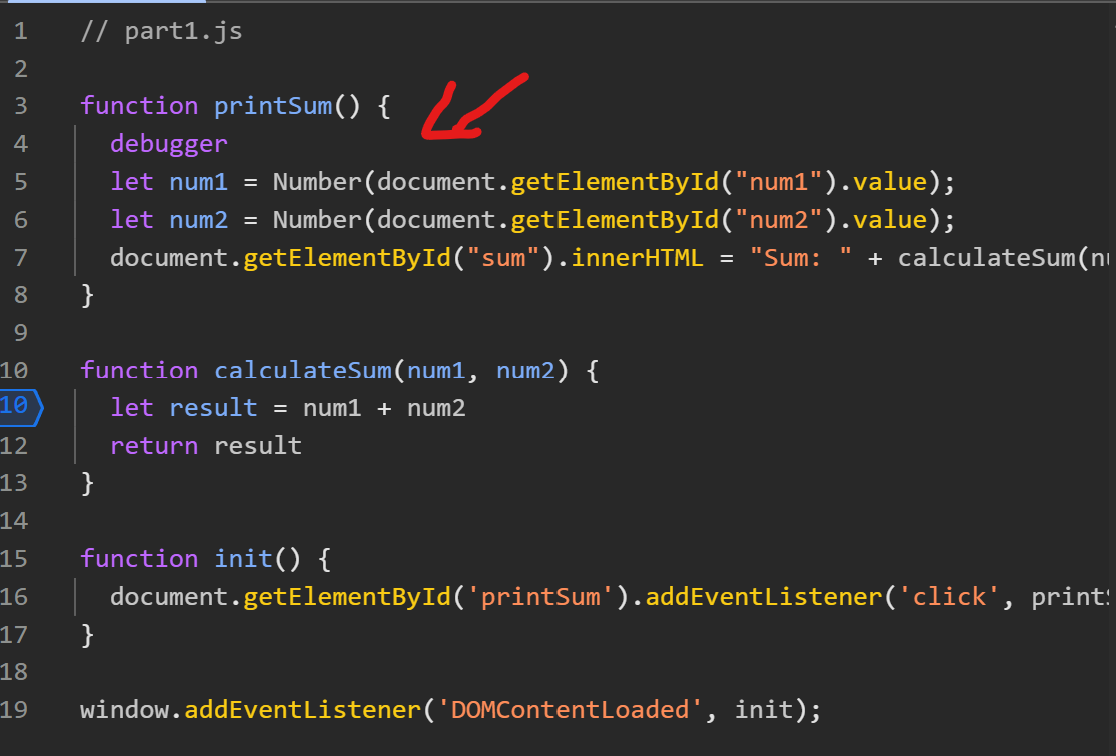 1 // part1.js
2
3 function printSum() {
4 debugger
5 let num1 = Number(document.getElementById("num1").value);
6 let num2 = Number(document.getElementById("num2").value);
7 document.getElementById("sum").innerHTML = "Sum: " + calculateSum(nu
8 }
9
10 function calculateSum(num1, num2) {
10 let result = num1 + num2
12 return result
13 }
14
15 function init() {
16 document.getElementById('printSum').addEventListener('click', printS
17 }
18
19 window.addEventListener('DOMContentLoaded', init);